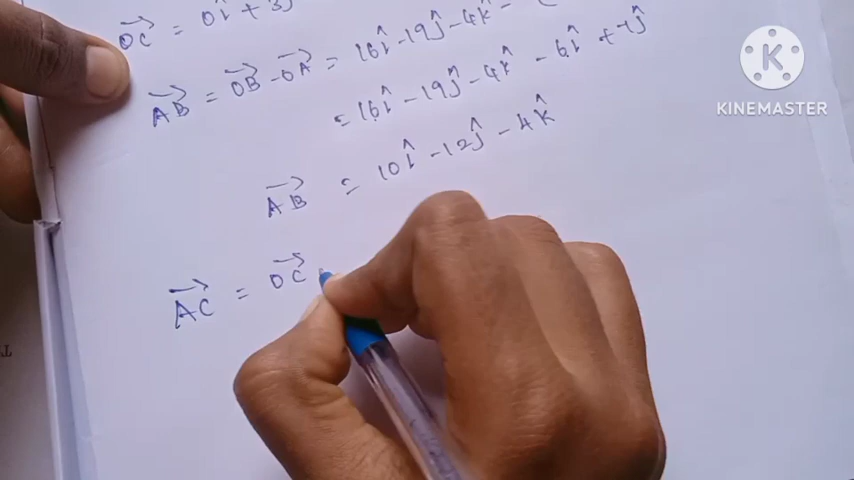 OC = 0î + 3j
AB = OB - OA = 16î - 19ĵ - 4k̂ -
= 16î - 19ĵ - 4k̂ - 6î + 7ĵ
AB = 10î - 12ĵ - 4k̂
AC = OC
KINEMASTER